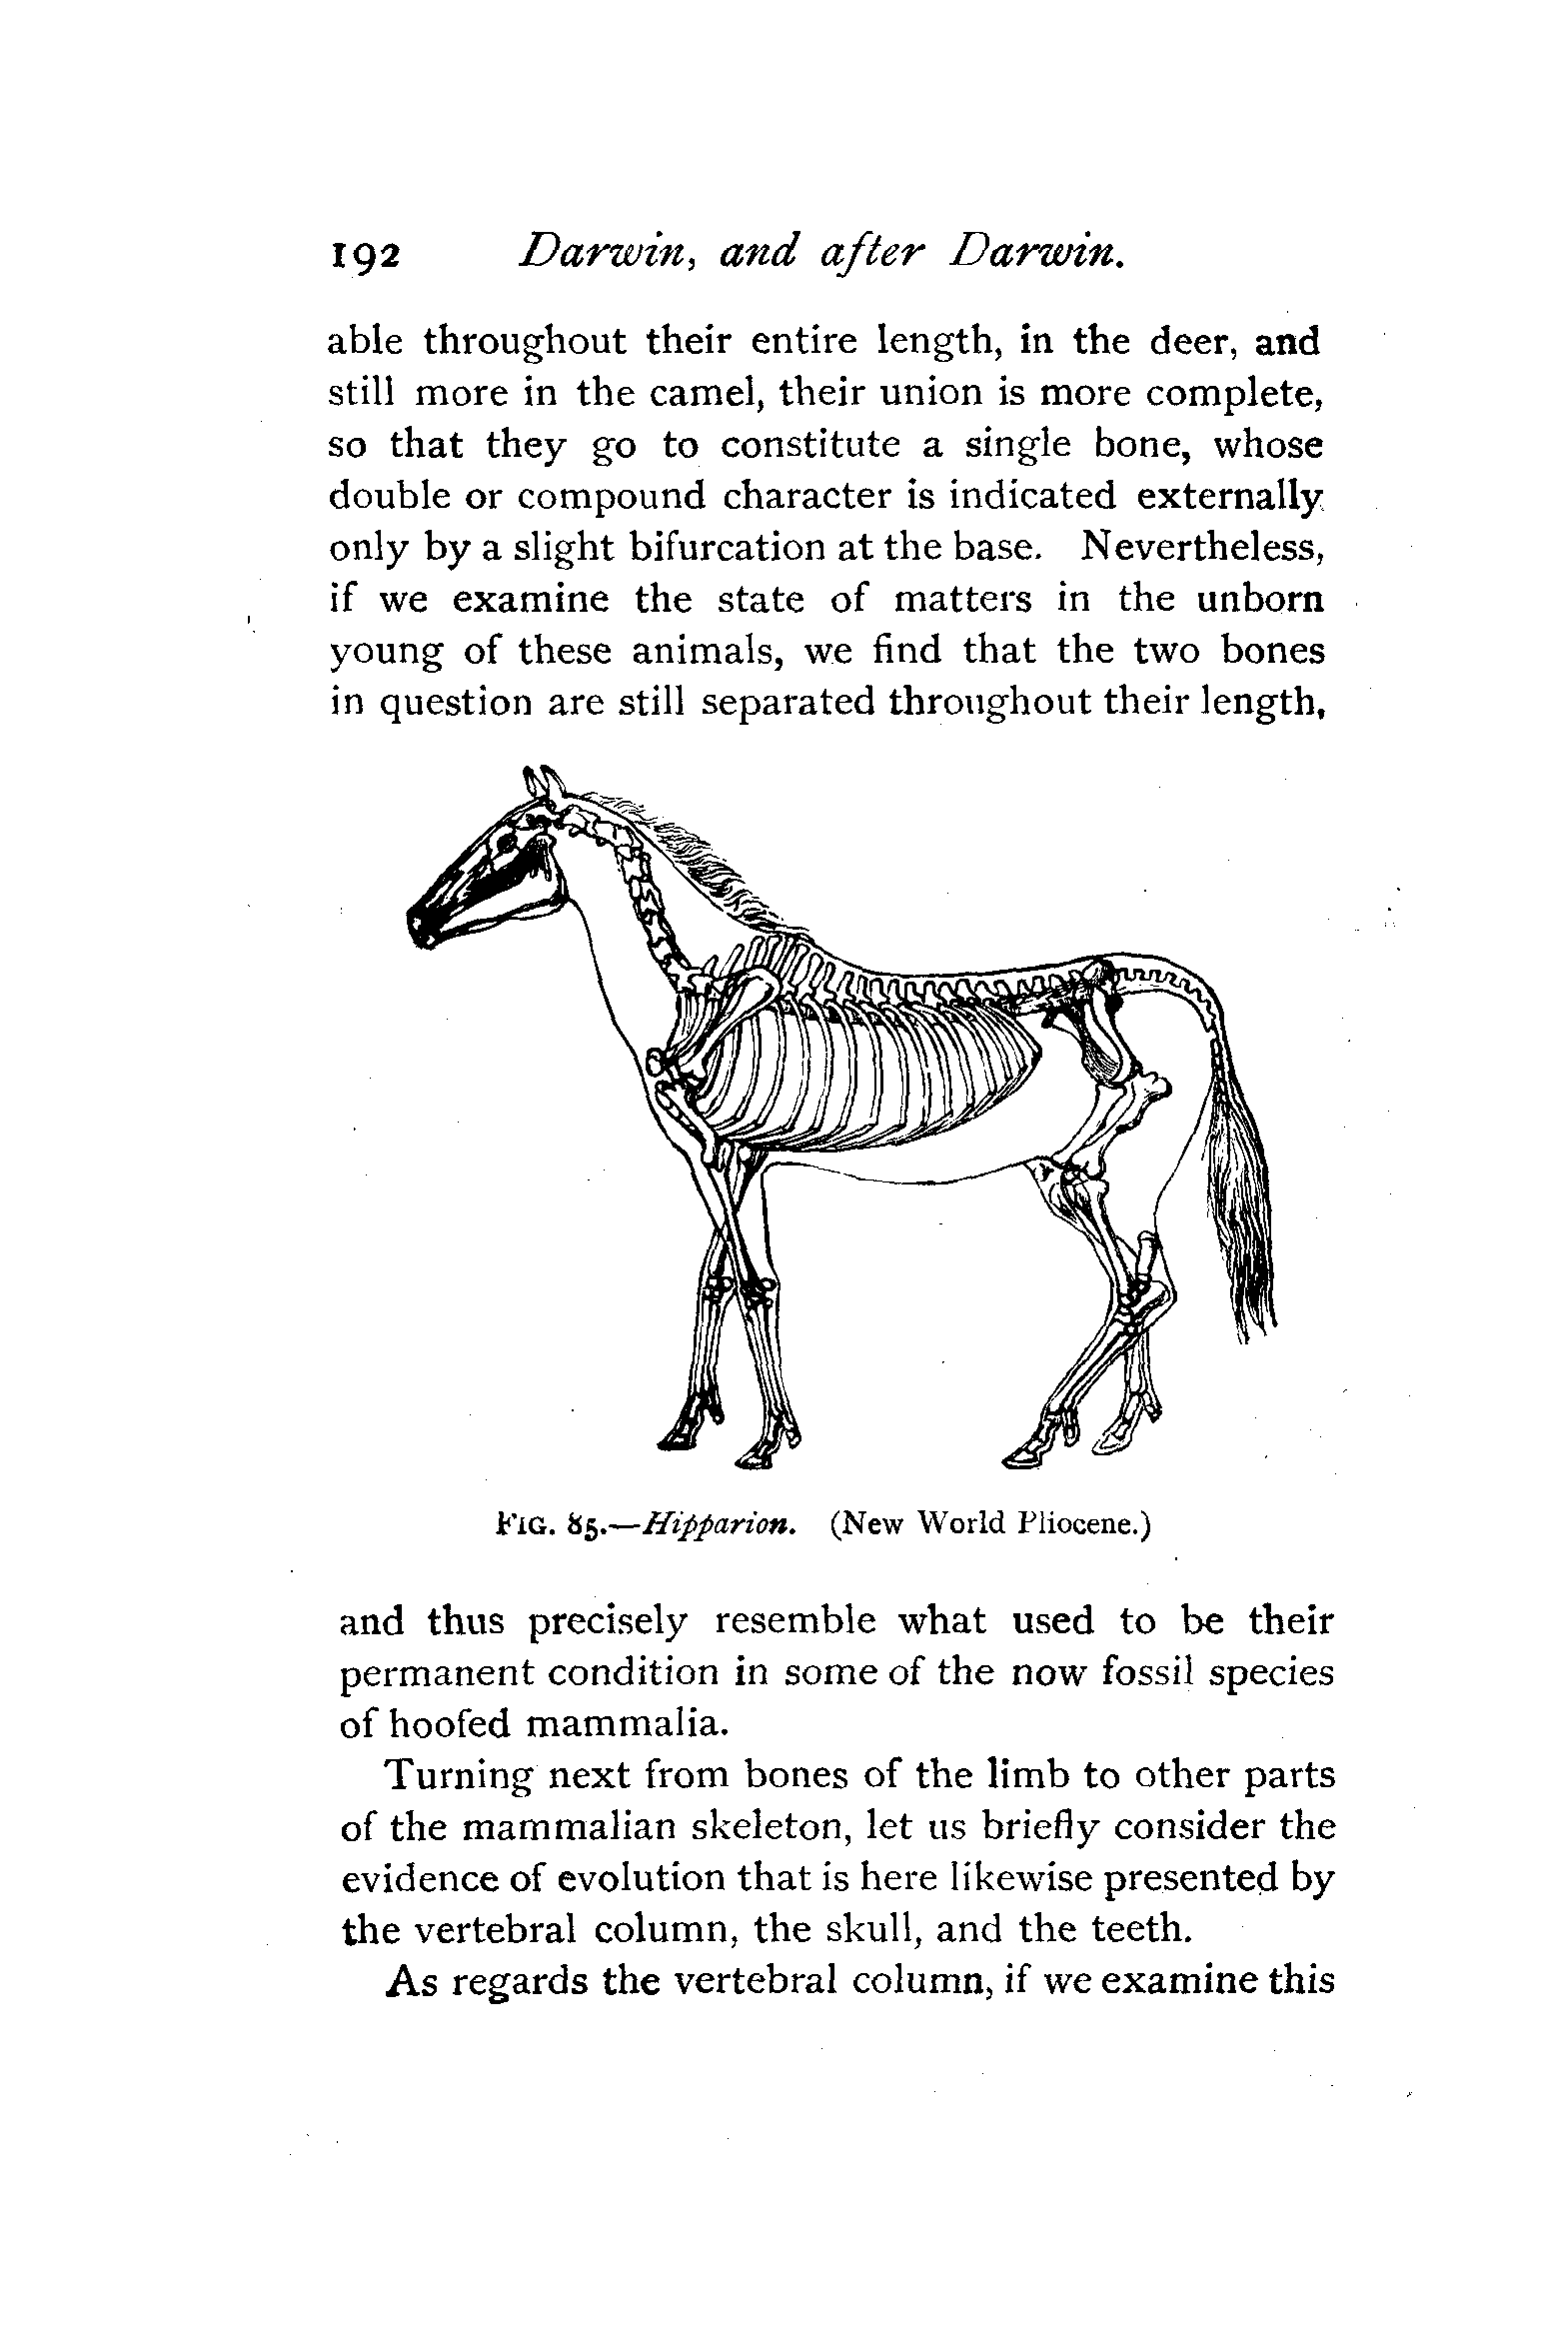 192 Darwin, and after Darwin.
able throughout their entire length, in the deer, and
still more in the camel, their union is more complete,
so that they go to constitute a single bone, whose
double or compound character is indicated externally
only by a slight bifurcation at the base. Nevertheless,
if we examine the state of matters in the unborn
young of these animals, we find that the two bones
in question are still separated throughout their length,
FIG. 85.—Hipparion. (New World Pliocene.)
and thus precisely resemble what used to be their
permanent condition in some of the now fossil species
of hoofed mammalia.
Turning next from bones of the limb to other parts
of the mammalian skeleton, let us briefly consider the
evidence of evolution that is here likewise presented by
the vertebral column, the skull, and the teeth.
As regards the vertebral column, if we examine this